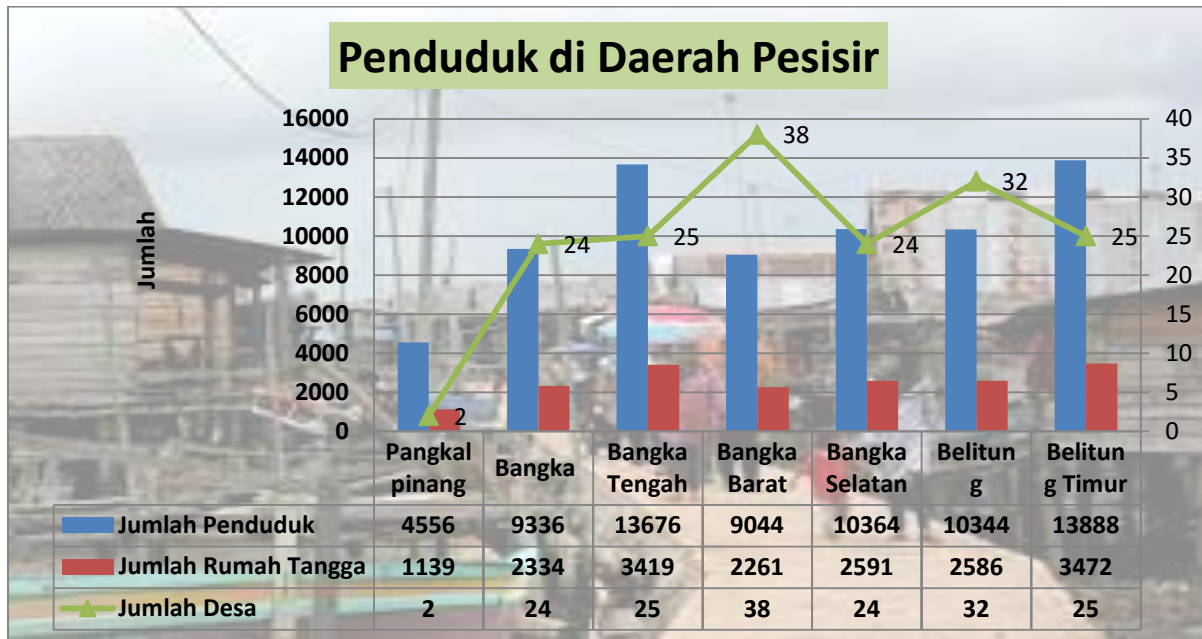 Penduduk di Daerah Pesisir
Jumlah
16000
14000
12000
10000
8000
6000
4000
2000
0
40
35
30
25
20
15
10
5
0
2
24
25
38
24
32
25
Pangkal
pinang
Bangka
Bangka
Tengah
Bangka
Barat
Bangka
Selatan
Belitun
g
Belitun
g Timur
Jumlah Penduduk 4556 9336 13676 9044 10364 10344 13888
Jumlah Rumah Tangga 1139 2334 3419 2261 2591 2586 3472
Jumlah Desa 2 24 25 38 24 32 25